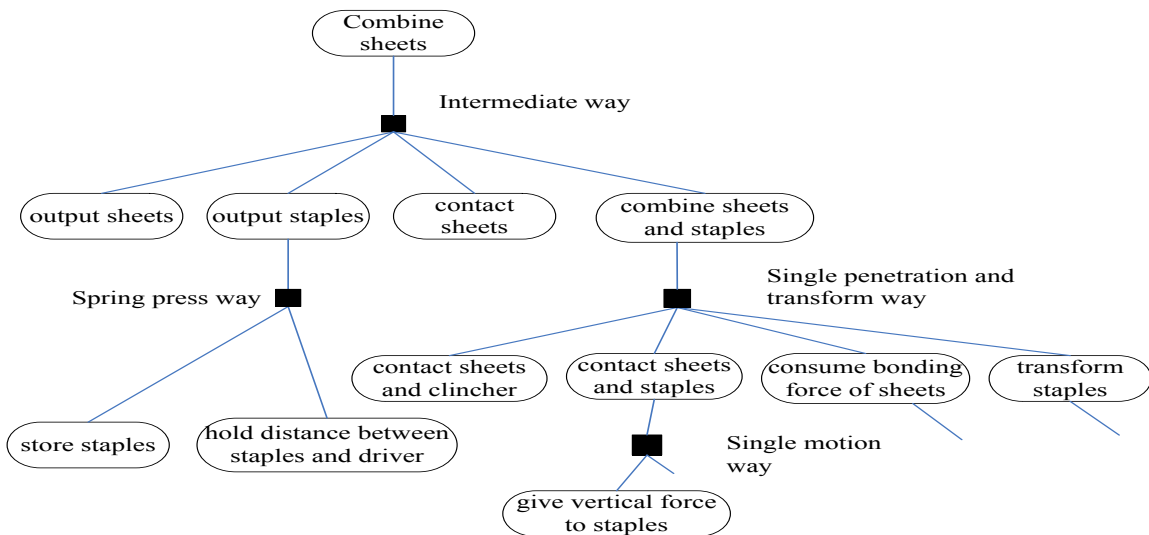 Combine
sheets
Intermediate way
output sheets
output staples
contact
sheets
combine sheets
and staples
Spring press way
Single penetration and
transform way
contact sheets
and clincher
contact sheets
and staples
consume bonding
force of sheets
transform
staples
store staples
hold distance between
staples and driver
Single motion
way
give vertical force
to staples